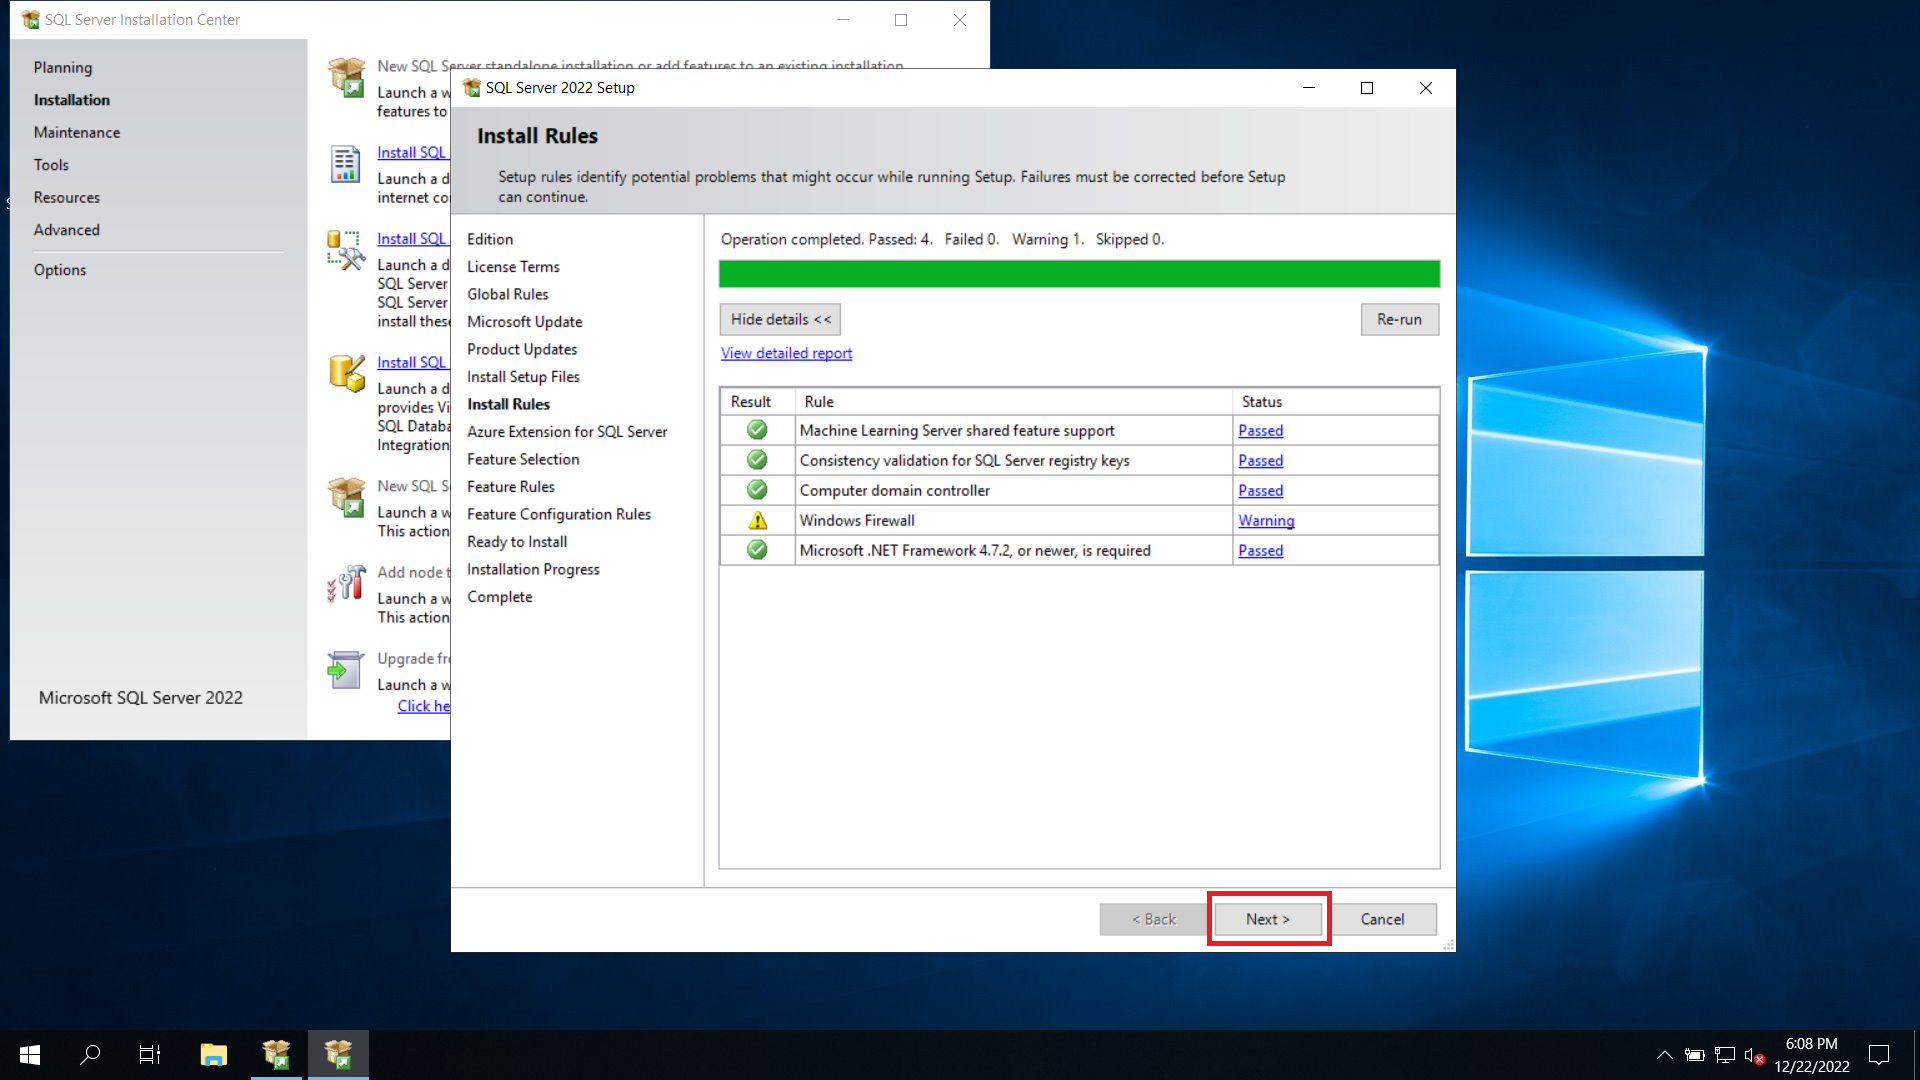 SQL Server Installation Center
Planning
Installation
Maintenance
Tools
Resources
Advanced
Options
Microsoft SQL Server 2022
New SQL Server standalone installation or add features to an existing installation
Launch a w
features to
Install SQL
Launch a d
internet co
Install SQL
Launch a d
SQL Server
SQL Server
install these
Install SQL
Launch a d
provides Vi
SQL Databa
Integration
New SQL S
Launch a w
This action
Add node t
Launch a w
This action
Upgrade fr
Launch a w
Click he
SQL Server 2022 Setup
Install Rules
Setup rules identify potential problems that might occur while running Setup. Failures must be corrected before Setup
can continue.
Edition
License Terms
Global Rules
Microsoft Update
Product Updates
Install Setup Files
Install Rules
Azure Extension for SQL Server
Feature Selection
Feature Rules
Feature Configuration Rules
Ready to Install
Installation Progress
Complete
Operation completed. Passed: 4. Failed 0. Warning 1. Skipped 0.
Hide details <<
Re-run
View detailed report
Result Rule Status
Machine Learning Server shared feature support Passed
Consistency validation for SQL Server registry keys Passed
Computer domain controller Passed
Windows Firewall Warning
Microsoft .NET Framework 4.7.2, or newer, is required Passed
< Back Next > Cancel
6:08 PM
12/22/2022